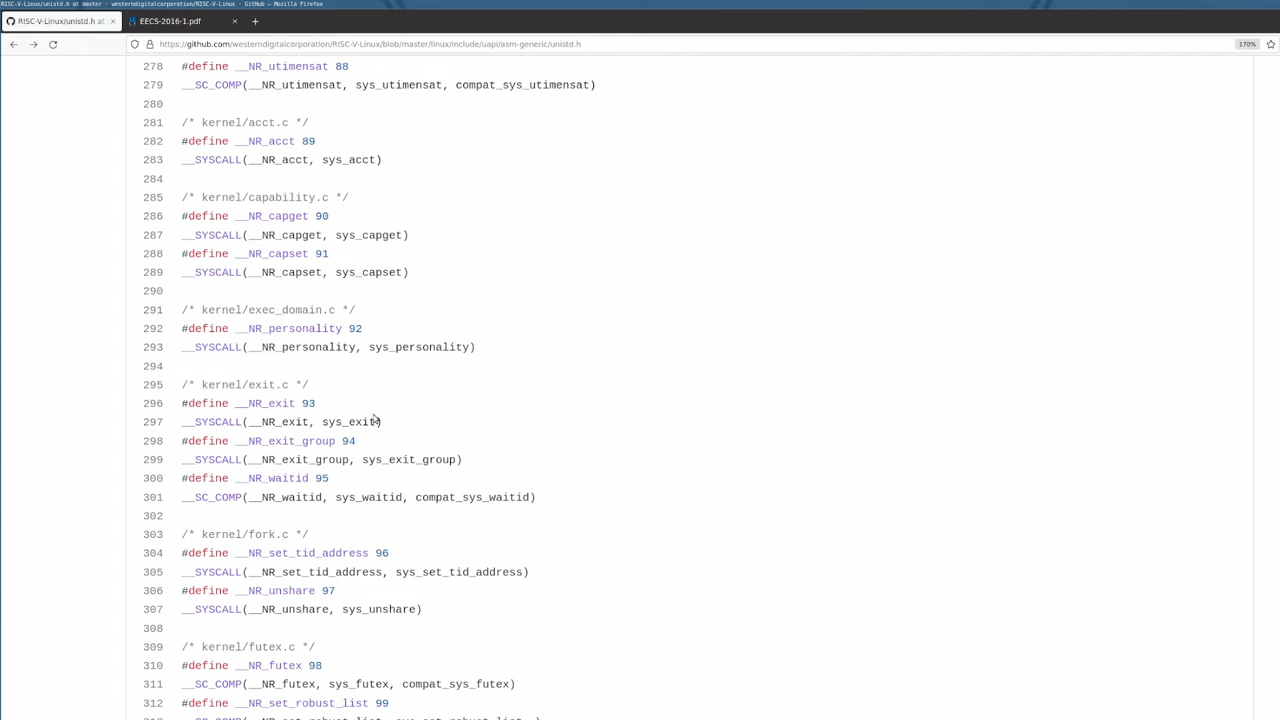 RISC-V-Linux/unistd.h at master · westerndigitalcorporation/RISC-V-Linux · GitHub — Mozilla Firefox
RISC-V-Linux/unistd.h at
EECS-2016-1.pdf
https://github.com/westerndigitalcorporation/RISC-V-Linux/blob/master/linux/include/uapi/asm-generic/unistd.h
170%
278 #define __NR_utimensat 88
279 __SC_COMP(__NR_utimensat, sys_utimensat, compat_sys_utimensat)
280
281 /* kernel/acct.c */
282 #define __NR_acct 89
283 __SYSCALL(__NR_acct, sys_acct)
284
285 /* kernel/capability.c */
286 #define __NR_capget 90
287 __SYSCALL(__NR_capget, sys_capget)
288 #define __NR_capset 91
289 __SYSCALL(__NR_capset, sys_capset)
290
291 /* kernel/exec_domain.c */
292 #define __NR_personality 92
293 __SYSCALL(__NR_personality, sys_personality)
294
295 /* kernel/exit.c */
296 #define __NR_exit 93
297 __SYSCALL(__NR_exit, sys_exit)
298 #define __NR_exit_group 94
299 __SYSCALL(__NR_exit_group, sys_exit_group)
300 #define __NR_waitid 95
301 __SC_COMP(__NR_waitid, sys_waitid, compat_sys_waitid)
302
303 /* kernel/fork.c */
304 #define __NR_set_tid_address 96
305 __SYSCALL(__NR_set_tid_address, sys_set_tid_address)
306 #define __NR_unshare 97
307 __SYSCALL(__NR_unshare, sys_unshare)
308
309 /* kernel/futex.c */
310 #define __NR_futex 98
311 __SC_COMP(__NR_futex, sys_futex, compat_sys_futex)
312 #define __NR_set_robust_list 99